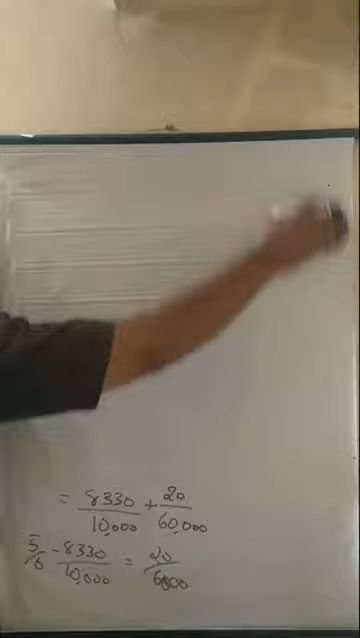 = 8330/10,000 + 20/60,000
5/6 - 8330/10,000 = 20/6000